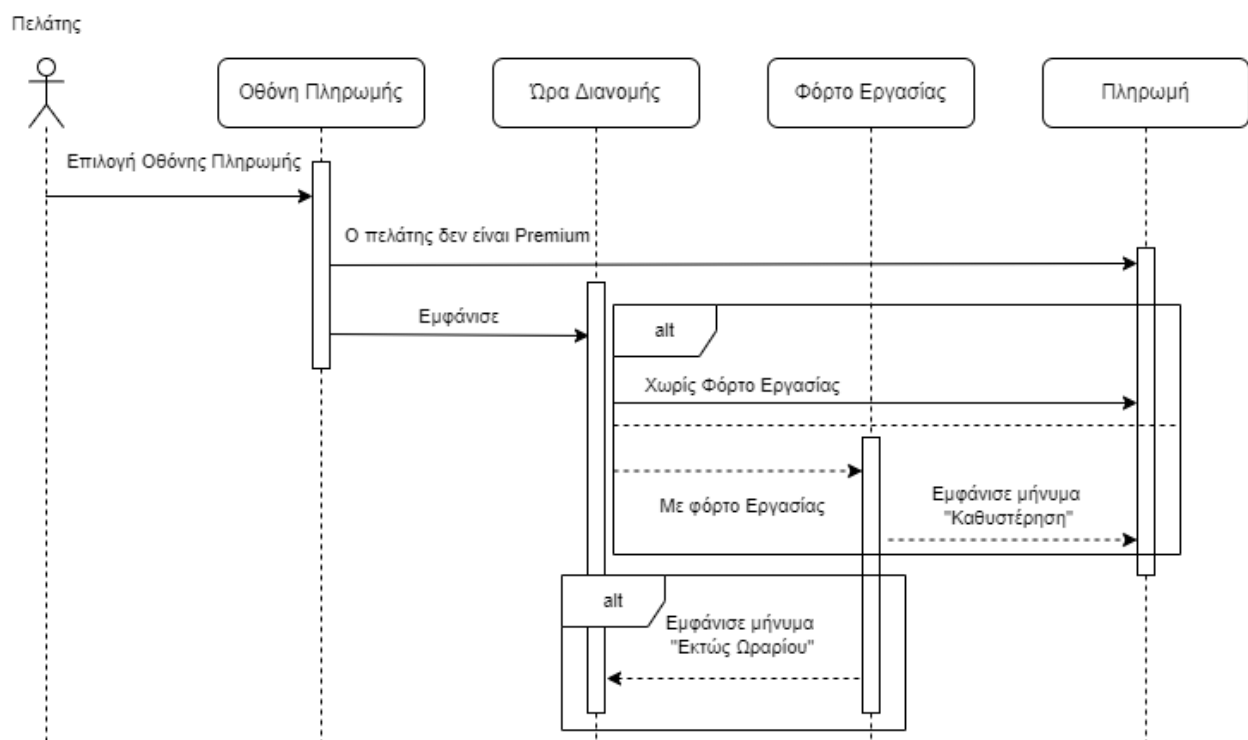 Πελάτης
Οθόνη Πληρωμής
Ώρα Διανομής
Φόρτο Εργασίας
Πληρωμή
Επιλογή Οθόνης Πληρωμής
Ο πελάτης δεν είναι Premium
Εμφάνισε
alt
Χωρίς Φόρτο Εργασίας
Με φόρτο Εργασίας
Εμφάνισε μήνυμα
"Καθυστέρηση"
alt
Εμφάνισε μήνυμα
"Εκτώς Ωραρίου"